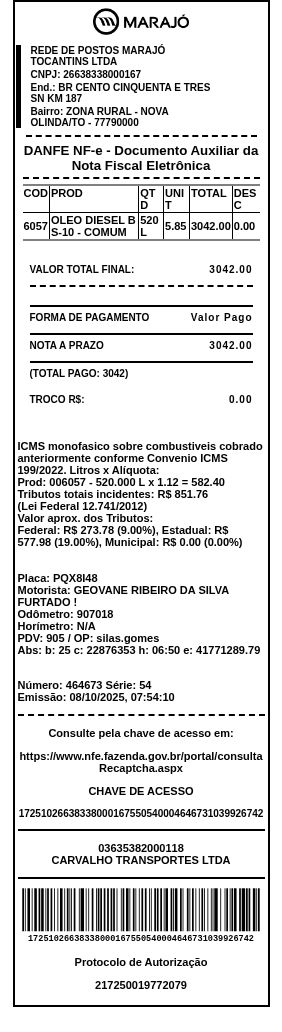 MARAJÓ
REDE DE POSTOS MARAJÓ
TOCANTINS LTDA
CNPJ: 26638338000167
End.: BR CENTO CINQUENTA E TRES
SN KM 187
Bairro: ZONA RURAL - NOVA
OLINDA/TO - 77790000
DANFE NF-e - Documento Auxiliar da
Nota Fiscal Eletrônica
COD PROD QT D UNI T TOTAL DES C
6057 OLEO DIESEL B S-10 - COMUM 520 L 5.85 3042.00 0.00
VALOR TOTAL FINAL: 3042.00
FORMA DE PAGAMENTO Valor Pago
NOTA A PRAZO 3042.00
(TOTAL PAGO: 3042)
TROCO R$: 0.00
ICMS monofasico sobre combustiveis cobrado
anteriormente conforme Convenio ICMS
199/2022. Litros x Alíquota:
Prod: 006057 - 520.000 L x 1.12 = 582.40
Tributos totais incidentes: R$ 851.76
(Lei Federal 12.741/2012)
Valor aprox. dos Tributos:
Federal: R$ 273.78 (9.00%), Estadual: R$
577.98 (19.00%), Municipal: R$ 0.00 (0.00%)
Placa: PQX8I48
Motorista: GEOVANE RIBEIRO DA SILVA
FURTADO !
Odômetro: 907018
Horímetro: N/A
PDV: 905 / OP: silas.gomes
Abs: b: 25 c: 22876353 h: 06:50 e: 41771289.79
Número: 464673 Série: 54
Emissão: 08/10/2025, 07:54:10
Consulte pela chave de acesso em:
https://www.nfe.fazenda.gov.br/portal/consulta
Recaptcha.aspx
CHAVE DE ACESSO
17251026638338000167550540004646731039926742
03635382000118
CARVALHO TRANSPORTES LTDA
17251026638338000167550540004646731039926742
Protocolo de Autorização
217250019772079